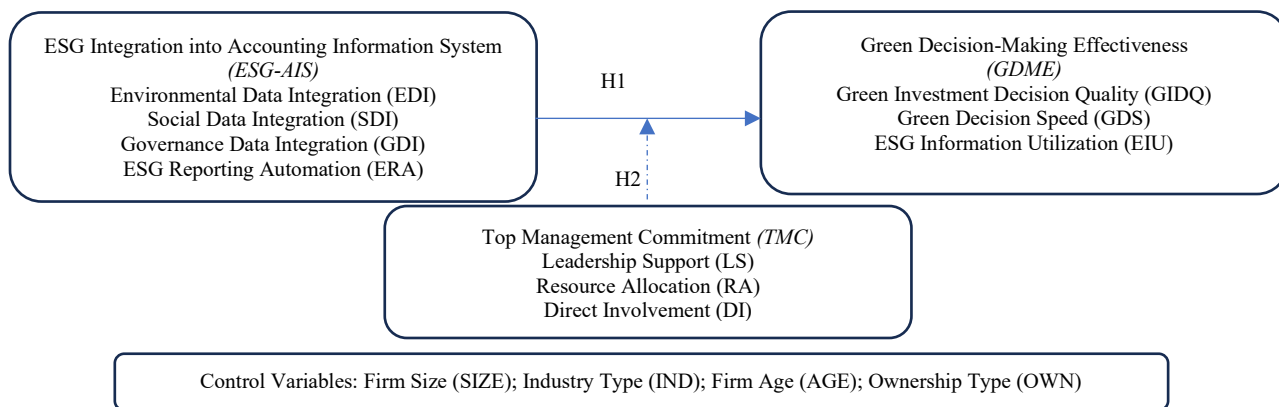 ESG Integration into Accounting Information System
(ESG-AIS)
Environmental Data Integration (EDI)
Social Data Integration (SDI)
Governance Data Integration (GDI)
ESG Reporting Automation (ERA)
H1
Green Decision-Making Effectiveness
(GDME)
Green Investment Decision Quality (GIDQ)
Green Decision Speed (GDS)
ESG Information Utilization (EIU)
H2
Top Management Commitment (TMC)
Leadership Support (LS)
Resource Allocation (RA)
Direct Involvement (DI)
Control Variables: Firm Size (SIZE); Industry Type (IND); Firm Age (AGE); Ownership Type (OWN)